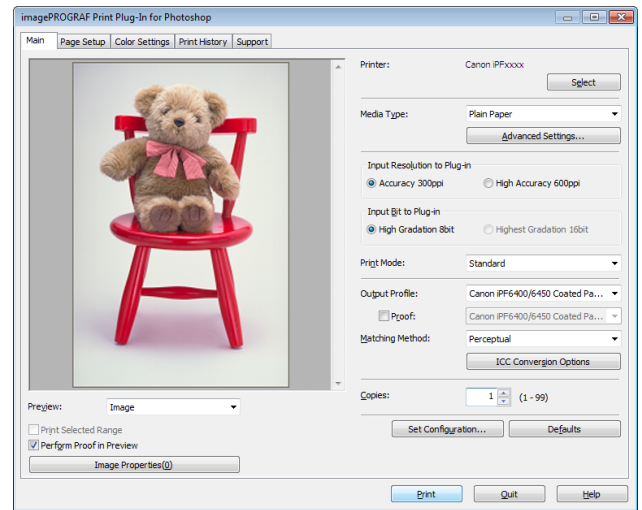 imagePROGRAF Print Plug-In for Photoshop
Main Page Setup Color Settings Print History Support
Printer: Canon iPFxxxx
Select
Media Type: Plain Paper
Advanced Settings...
Input Resolution to Plug-in
Accuracy 300ppi High Accuracy 600ppi
Input Bit to Plug-in
High Gradation 8bit Highest Gradation 16bit
Print Mode: Standard
Output Profile: Canon iPF6400/6450 Coated Pa...
Proof: Canon iPF6400/6450 Coated Pa...
Matching Method: Perceptual
ICC Conversion Options
Copies: 1 (1 - 99)
Preview: Image
Print Selected Range
Perform Proof in Preview
Image Properties(0)
Set Configuration... Defaults
Print Quit Help